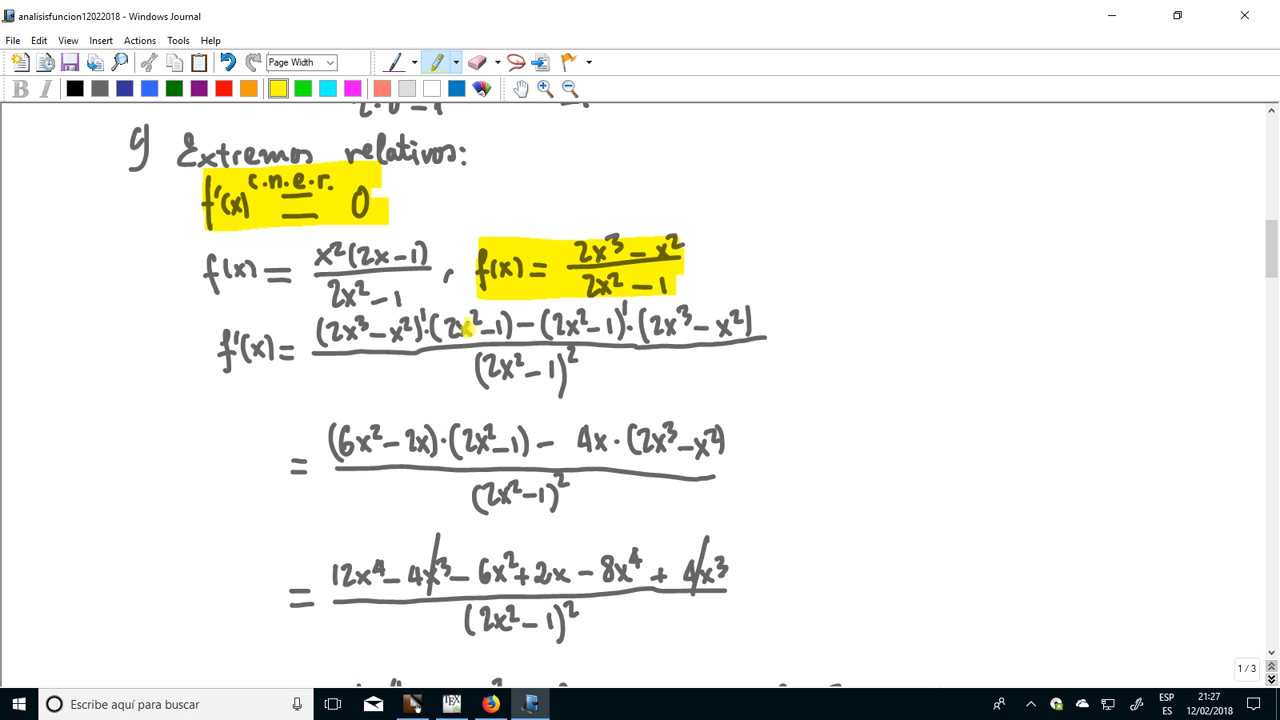 analisisfuncion12022018 - Windows Journal
File Edit View Insert Actions Tools Help
Page Width
B I
g) Extremos relativos:
f'(x) c.n.e.r. = 0
f(x) = x²(2x-1) / 2x²-1 , f(x) = 2x³ - x² / 2x² - 1
f'(x) = (2x³-x²)'·(2x²-1) - (2x²-1)'·(2x³-x²) / (2x²-1)²
= (6x²-2x)·(2x²-1) - 4x·(2x³-x²) / (2x²-1)²
= 12x⁴ - 4x³ - 6x² + 2x - 8x⁴ + 4x³ / (2x²-1)²
1 / 3
Escribe aquí para buscar
ESP
ES
21:27
12/02/2018